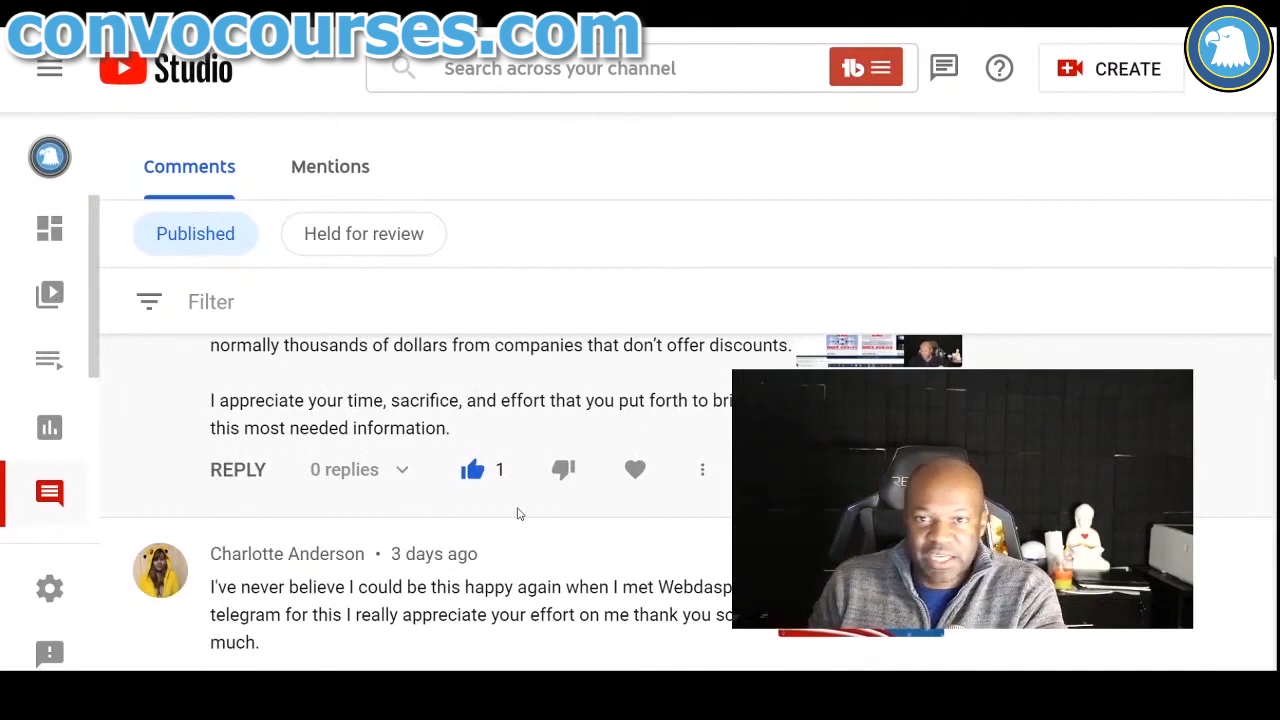 convocourses.com
Studio
Search across your channel
CREATE
Comments
Mentions
Published
Held for review
Filter
normally thousands of dollars from companies that don't offer discounts.
I appreciate your time, sacrifice, and effort that you put forth to
this most needed information.
REPLY
0 replies
1
Charlotte Anderson • 3 days ago
I've never believe I could be this happy again when I met
telegram for this I really appreciate your effort on me thank you
much.